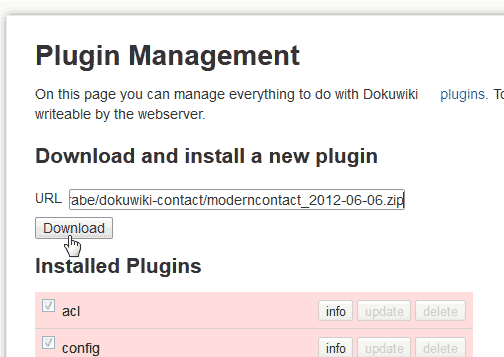 Plugin Management
On this page you can manage everything to do with Dokuwiki plugins. To
writeable by the webserver.
Download and install a new plugin
URL rabe/dokuwiki-contact/moderncontact_2012-06-06.zip
Download
Installed Plugins
acl info update delete
config info update delete